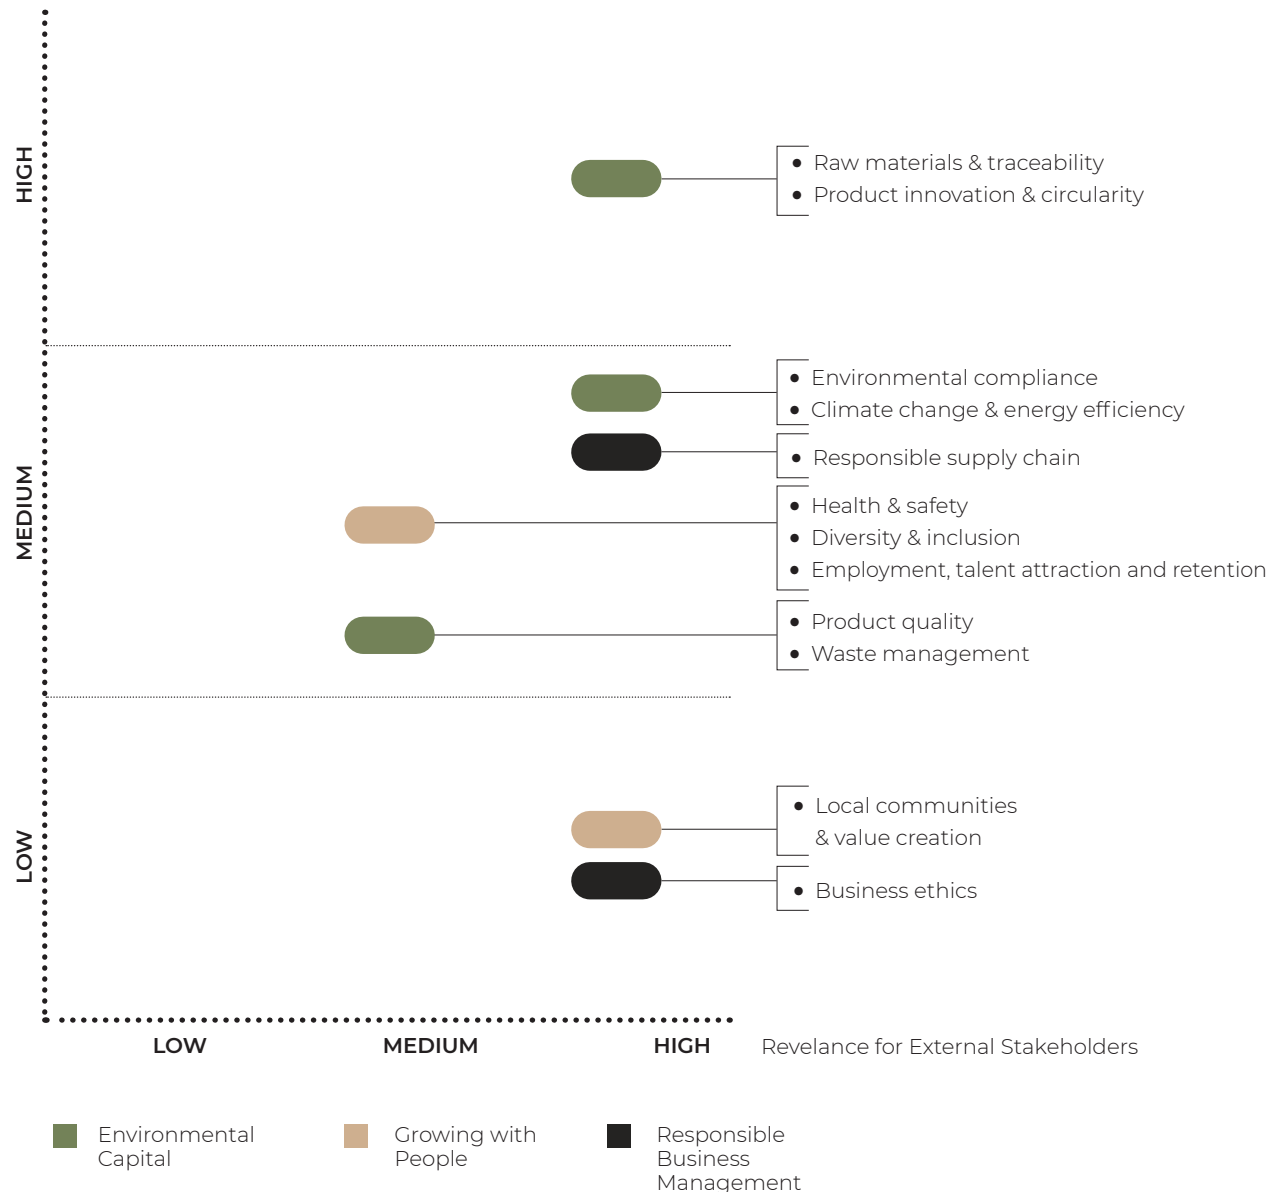 HIGH
• Raw materials & traceability
• Product innovation & circularity
MEDIUM
• Environmental compliance
• Climate change & energy efficiency
• Responsible supply chain
• Health & safety
• Diversity & inclusion
• Employment, talent attraction and retention
• Product quality
• Waste management
LOW
• Local communities
& value creation
• Business ethics
LOW MEDIUM HIGH Revelance for External Stakeholders
Environmental
Capital
Growing with
People
Responsible
Business
Management